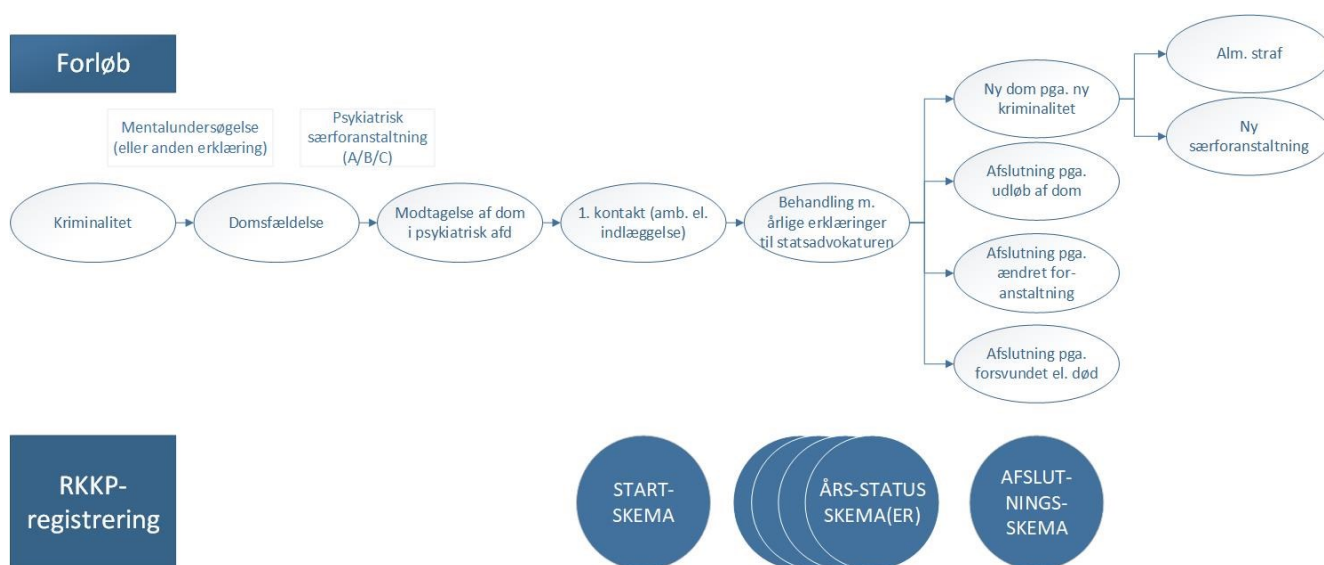 Forløb
Mentalundersøgelse
(eller anden erklæring)
Psykiatrisk
særforanstaltning
(A/B/C)
Kriminalitet
Domsfældelse
Modtagelse af dom
i psykiatrisk afd
1. kontakt (amb. el.
indlæggelse)
Behandling m.
årlige erklæringer
til statsadvokaturen
Ny dom pga. ny
kriminalitet
Alm. straf
Ny
særforanstaltning
Afslutning pga.
udløb af dom
Afslutning pga.
ændret for-
anstaltning
Afslutning pga.
forsvundet el. død
RKKP-
registrering
START-
SKEMA
ÅRS-STATUS
SKEMA(ER)
AFSLUT-
NINGS-
SKEMA